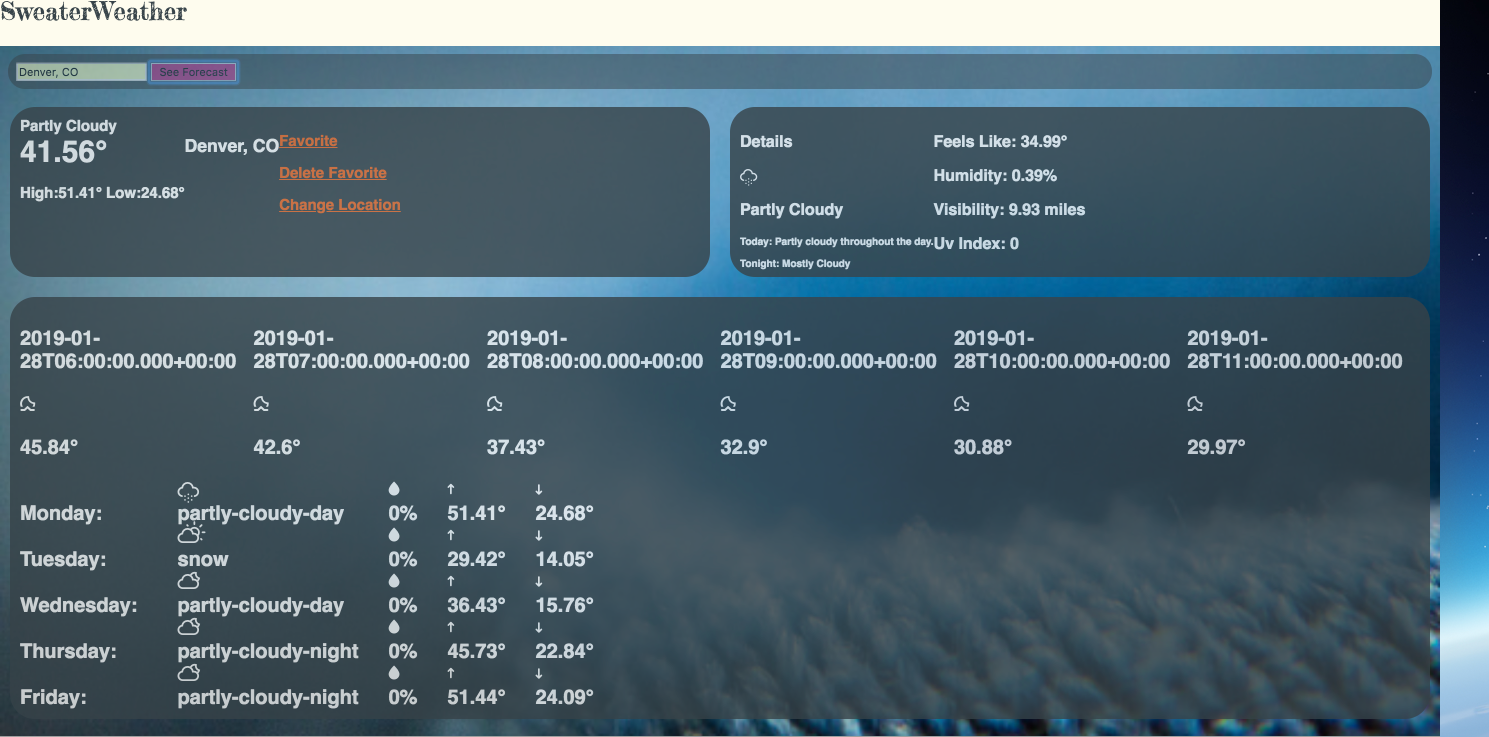 SweaterWeather
Denver, CO See Forecast
Partly Cloudy
41.56°
High:51.41° Low:24.68°
Denver, CO
Favorite
Delete Favorite
Change Location
Details
Partly Cloudy
Today: Partly cloudy throughout the day.
Tonight: Mostly Cloudy
Feels Like: 34.99°
Humidity: 0.39%
Visibility: 9.93 miles
Uv Index: 0
2019-01-
28T06:00:00.000+00:00
45.84°
2019-01-
28T07:00:00.000+00:00
42.6°
2019-01-
28T08:00:00.000+00:00
37.43°
2019-01-
28T09:00:00.000+00:00
32.9°
2019-01-
28T10:00:00.000+00:00
30.88°
2019-01-
28T11:00:00.000+00:00
29.97°
↑ ↓
Monday: partly-cloudy-day 0% 51.41° 24.68°
↑ ↓
Tuesday: snow 0% 29.42° 14.05°
↑ ↓
Wednesday: partly-cloudy-day 0% 36.43° 15.76°
↑ ↓
Thursday: partly-cloudy-night 0% 45.73° 22.84°
↑ ↓
Friday: partly-cloudy-night 0% 51.44° 24.09°